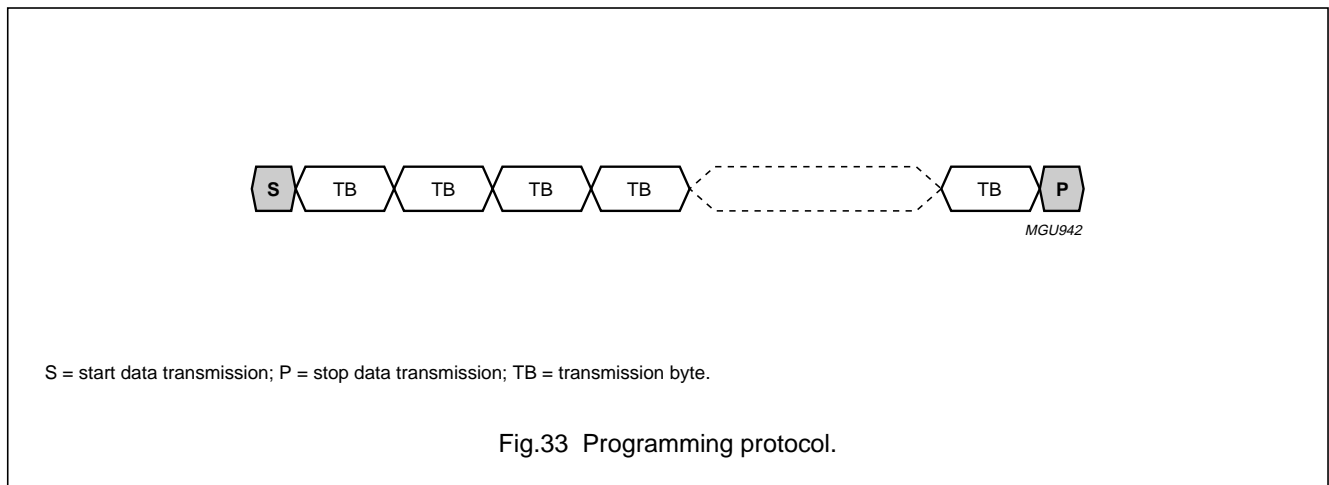 S TB TB TB TB TB P
MGU942
S = start data transmission; P = stop data transmission; TB = transmission byte.
Fig.33 Programming protocol.